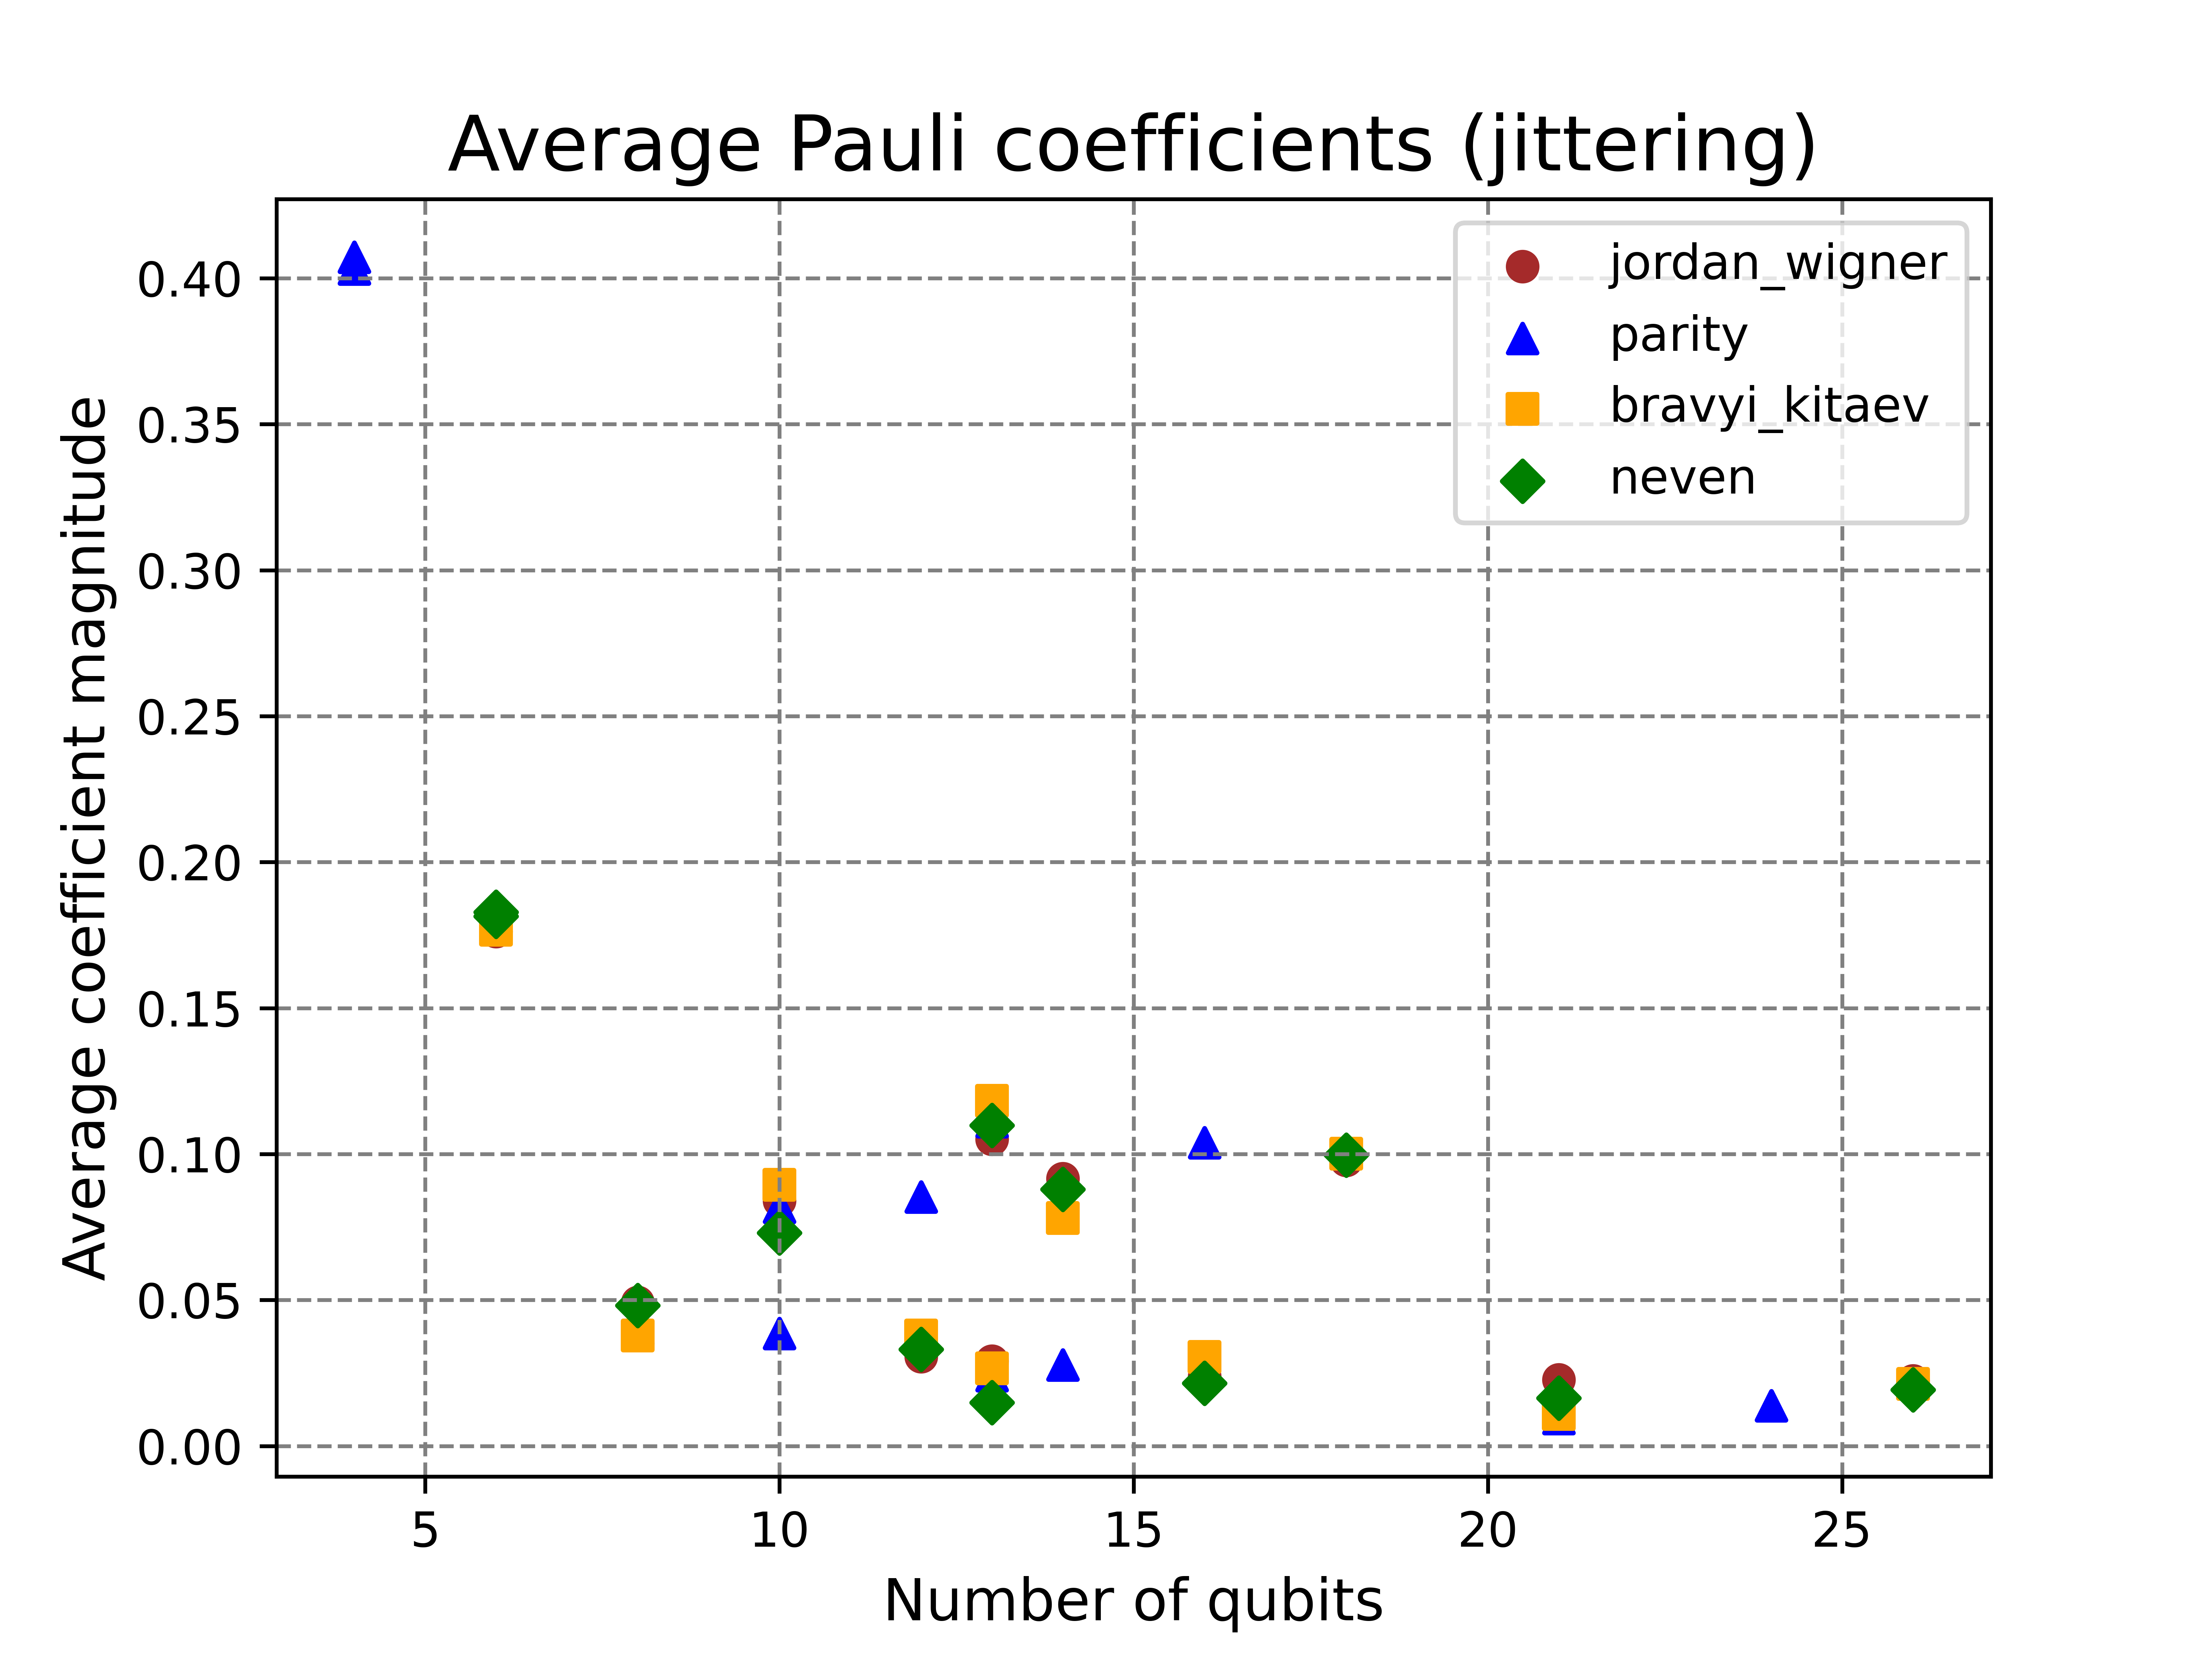 Average Pauli coefficients (jittering)
Average coefficient magnitude
0.40
0.35
0.30
0.25
0.20
0.15
0.10
0.05
0.00
jordan_wigner
parity
bravyi_kitaev
neven
5 10 15 20 25
Number of qubits